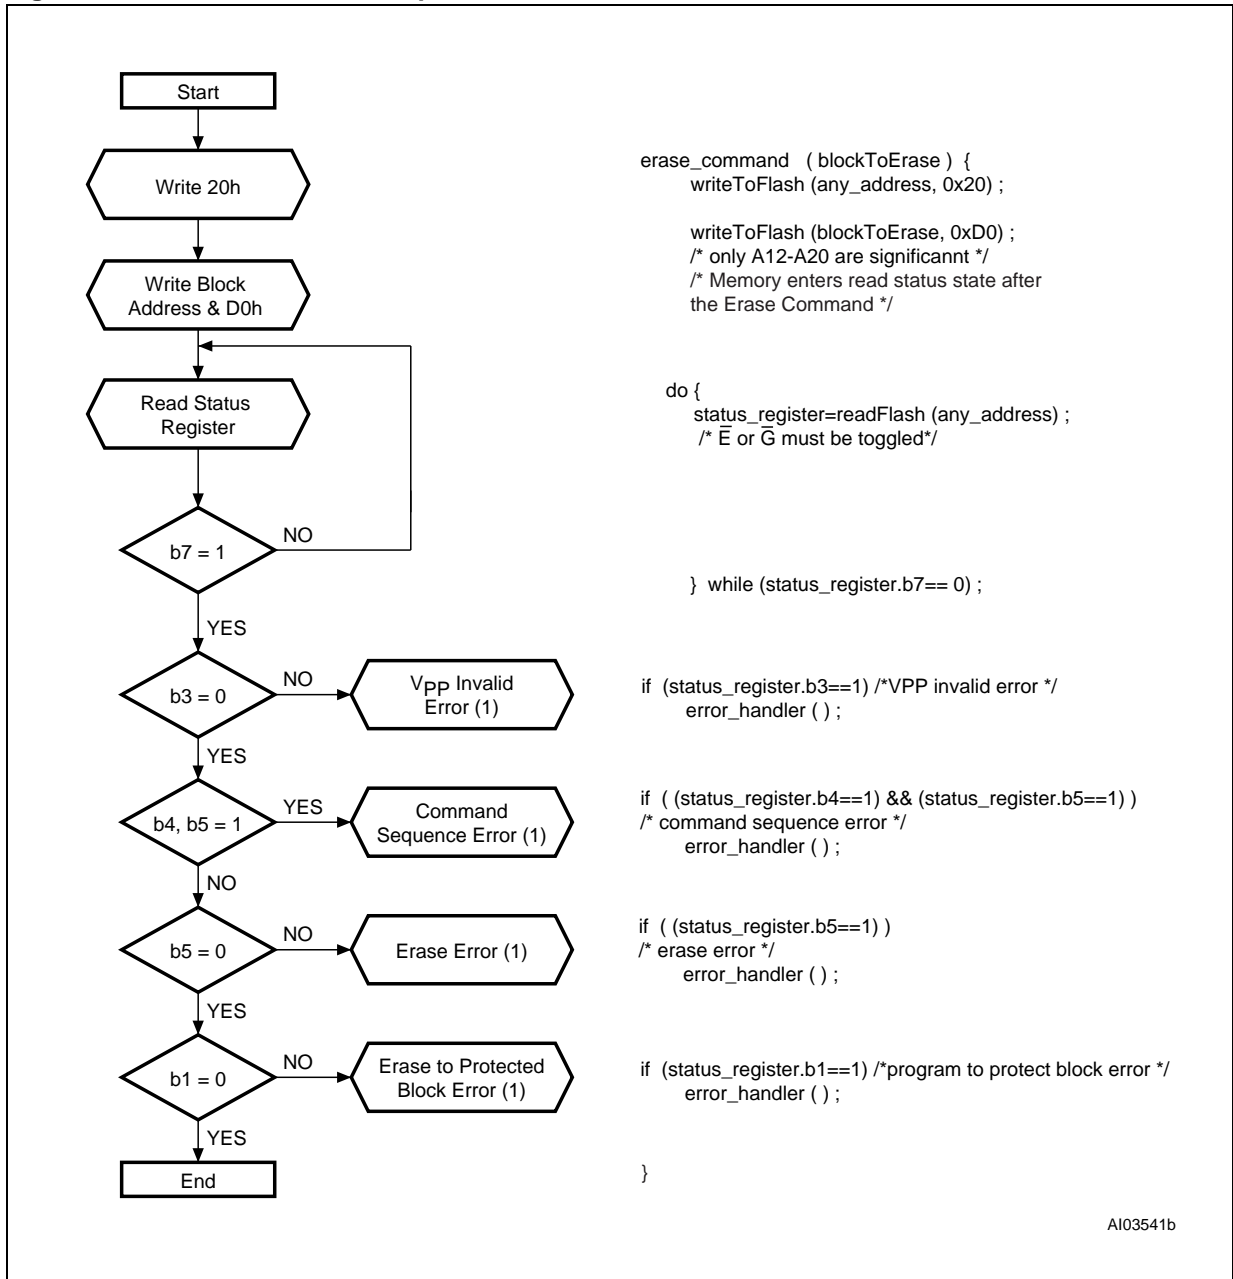 Start
Write 20h
Write Block
Address & D0h
Read Status
Register
b7 = 1
NO
YES
b3 = 0
NO
VPP Invalid
Error (1)
YES
b4, b5 = 1
YES
Command
Sequence Error (1)
NO
b5 = 0
NO
Erase Error (1)
YES
b1 = 0
NO
Erase to Protected
Block Error (1)
YES
End
erase_command ( blockToErase ) {
writeToFlash (any_address, 0x20) ;
writeToFlash (blockToErase, 0xD0) ;
/* only A12-A20 are significannt */
/* Memory enters read status state after
the Erase Command */
do {
status_register=readFlash (any_address) ;
/* E̅ or G̅ must be toggled*/
} while (status_register.b7== 0) ;
if (status_register.b3==1) /*VPP invalid error */
error_handler ( ) ;
if ( (status_register.b4==1) && (status_register.b5==1) )
/* command sequence error */
error_handler ( ) ;
if ( (status_register.b5==1) )
/* erase error */
error_handler ( ) ;
if (status_register.b1==1) /*program to protect block error */
error_handler ( ) ;
}
AI03541b